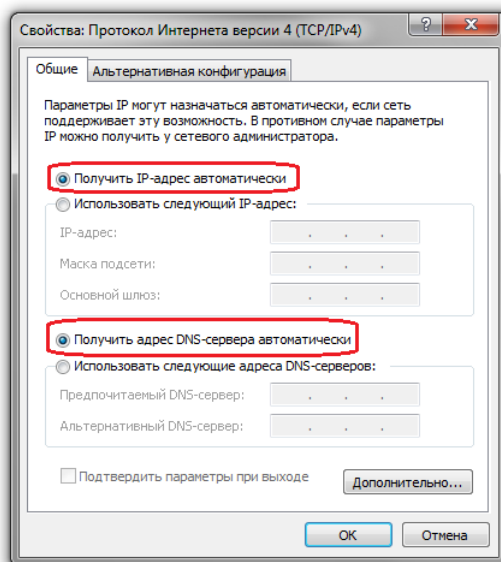 Свойства: Протокол Интернета версии 4 (TCP/IPv4)
?
Общие
Альтернативная конфигурация
Параметры IP могут назначаться автоматически, если сеть
поддерживает эту возможность. В противном случае параметры
IP можно получить у сетевого администратора.
Получить IP-адрес автоматически
Использовать следующий IP-адрес:
IP-адрес:
Маска подсети:
Основной шлюз:
Получить адрес DNS-сервера автоматически
Использовать следующие адреса DNS-серверов:
Предпочитаемый DNS-сервер:
Альтернативный DNS-сервер:
Подтвердить параметры при выходе
Дополнительно...
ОК
Отмена